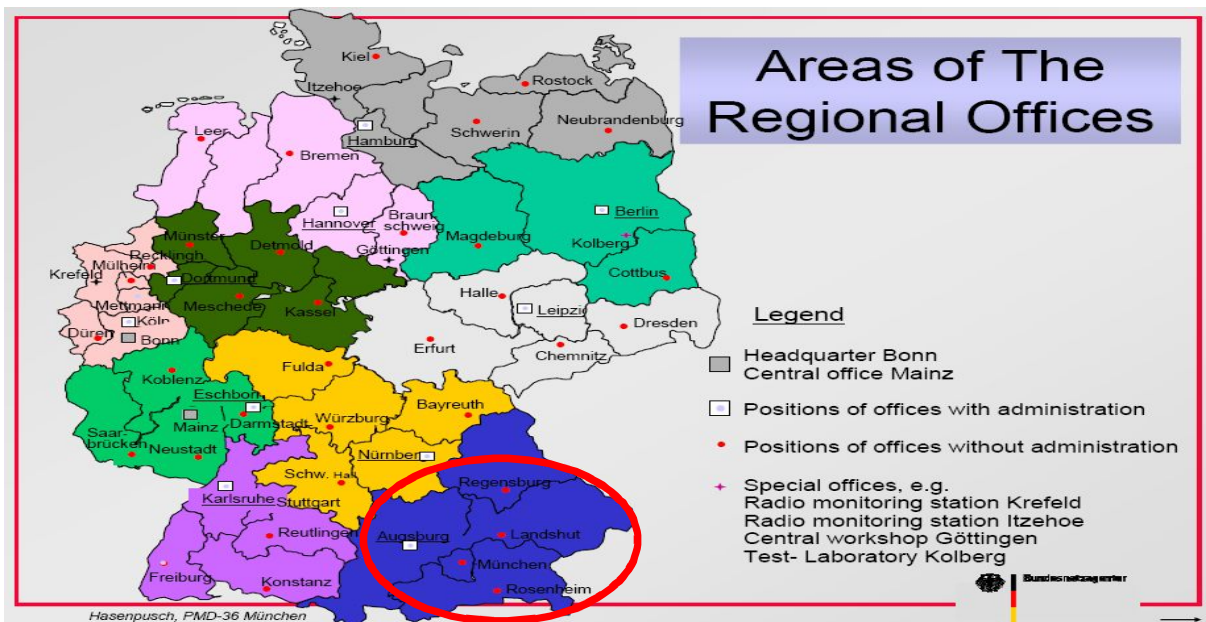 Areas of The
Regional Offices
Kiel
Itzehoe
Rostock
Hamburg
Schwerin
Neubrandenburg
Leer
Bremen
Hannover
Braun-
schweig
Göttingen
Magdeburg
Berlin
Kolberg
Cottbus
Münster
Detmold
Recklingh.
Mülheim
Krefeld
Dortmund
Mettmann
Meschede
Kassel
Köln
Düren
Bonn
Halle
Leipzig
Dresden
Erfurt
Chemnitz
Fulda
Koblenz
Eschborn
Mainz
Darmstadt
Würzburg
Bayreuth
Saar-
brücken
Neustadt
Nürnberg
Schw. Hall
Karlsruhe
Stuttgart
Regensburg
Reutlingen
Augsburg
Landshut
München
Freiburg
Konstanz
Rosenheim
Legend
Headquarter Bonn
Central office Mainz
Positions of offices with administration
Positions of offices without administration
Special offices, e.g.
Radio monitoring station Krefeld
Radio monitoring station Itzehoe
Central workshop Göttingen
Test- Laboratory Kolberg
Bundesnetzagentur
Hasenpusch, PMD-36 München